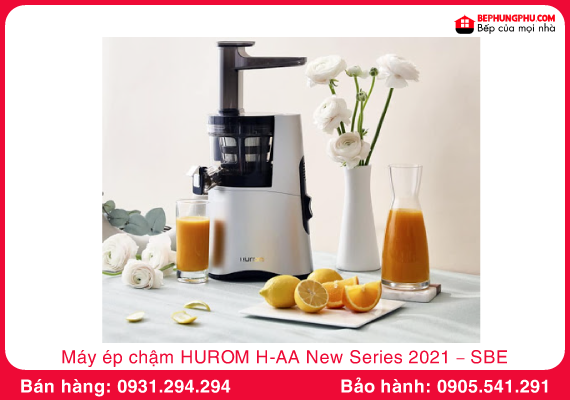 BEPHUNGPHU.COM
Bếp của mọi nhà
Máy ép chậm HUROM H-AA New Series 2021 – SBE
Bán hàng: 0931.294.294
Bảo hành: 0905.541.291